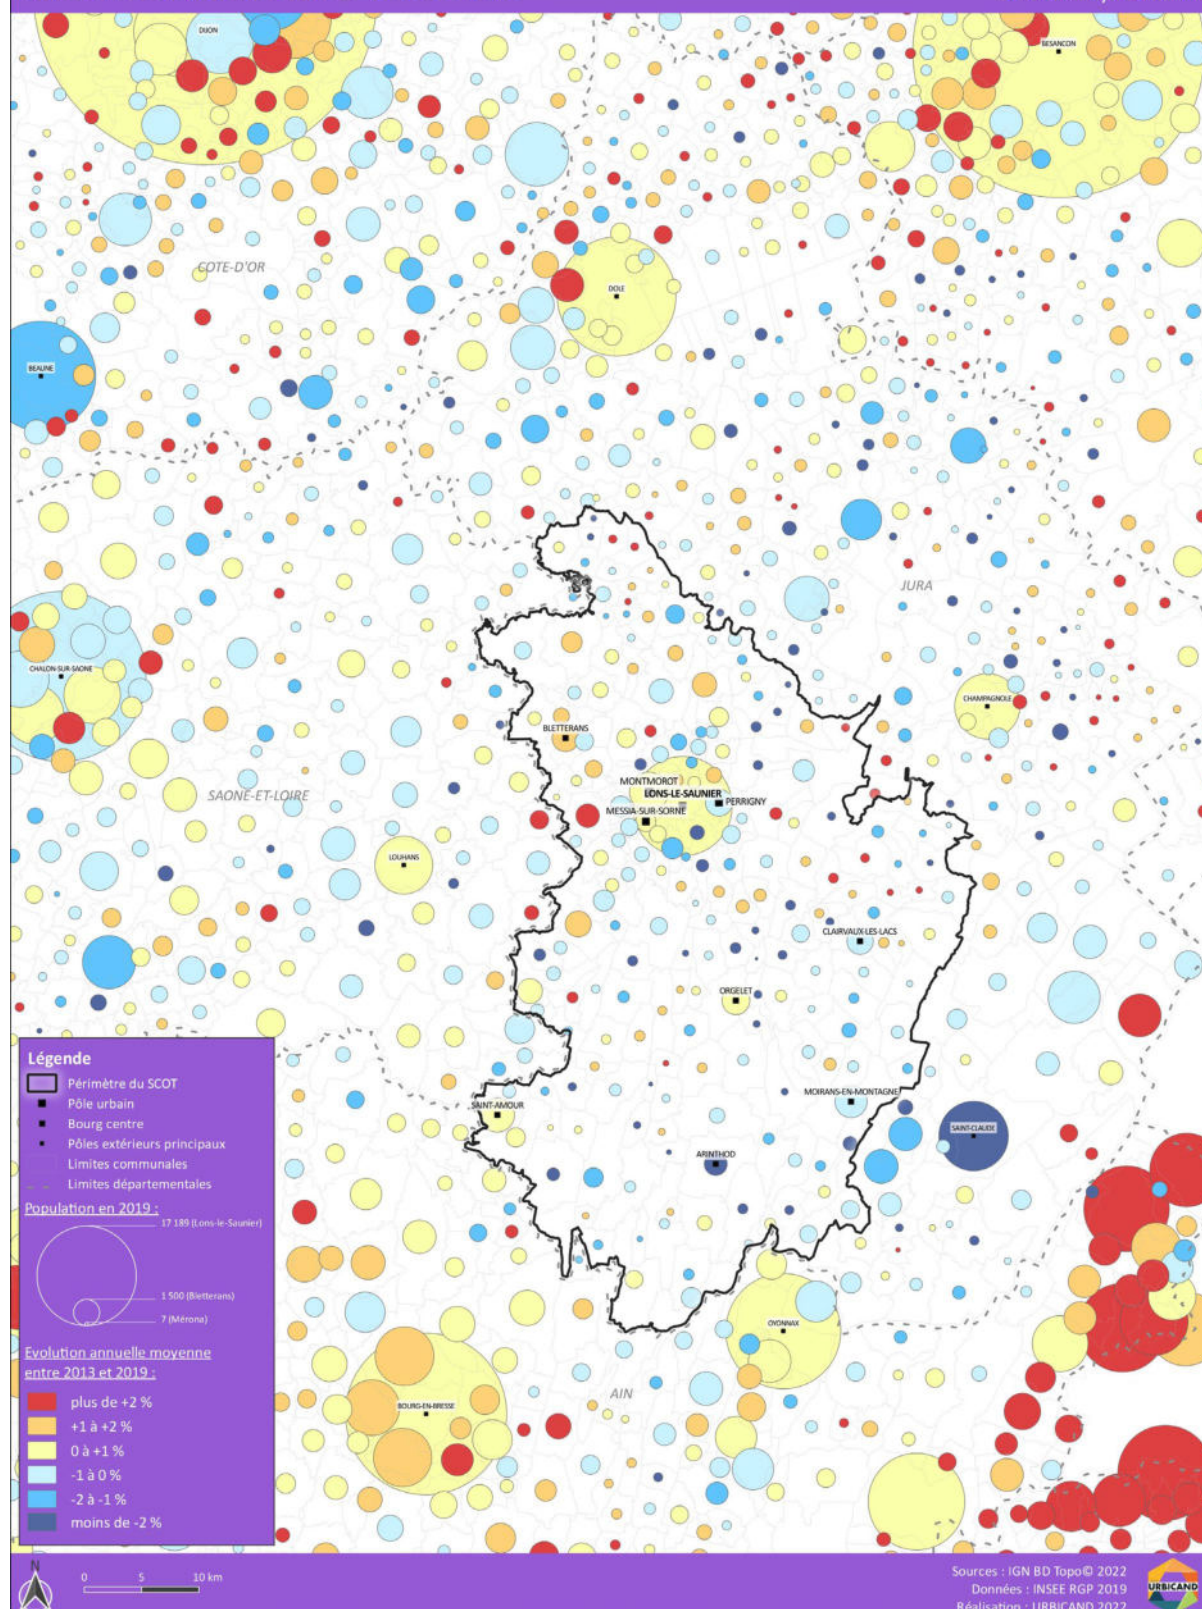 DIJON
BESANCON
COTE-D'OR
DOLE
BEAUNE
JURA
CHALON-SUR-SAONE
CHAMPAGNOLE
BLETTERANS
MONTMOROT
LONS-LE-SAUNIER
PERRIGNY
MESSIA-SUR-SORNE
SAONE-ET-LOIRE
LOUHANS
CLAIRVAUX-LES-LACS
ORGELET
MOIRANS-EN-MONTAGNE
SAINT-AMOUR
SAINT-CLAUDE
ARINTHOD
OYONNAX
AIN
BOURG-EN-BRESSE
Légende
Périmètre du SCOT
Pôle urbain
Bourg centre
Pôles extérieurs principaux
Limites communales
Limites départementales
Population en 2019 :
17 189 (Lons-le-Saunier)
1 500 (Bletterans)
7 (Mérona)
Evolution annuelle moyenne
entre 2013 et 2019 :
plus de +2 %
+1 à +2 %
0 à +1 %
-1 à 0 %
-2 à -1 %
moins de -2 %
N
0 5 10 km
Sources : IGN BD Topo© 2022
Données : INSEE RGP 2019
Réalisation : URBICAND 2022
URBICAND